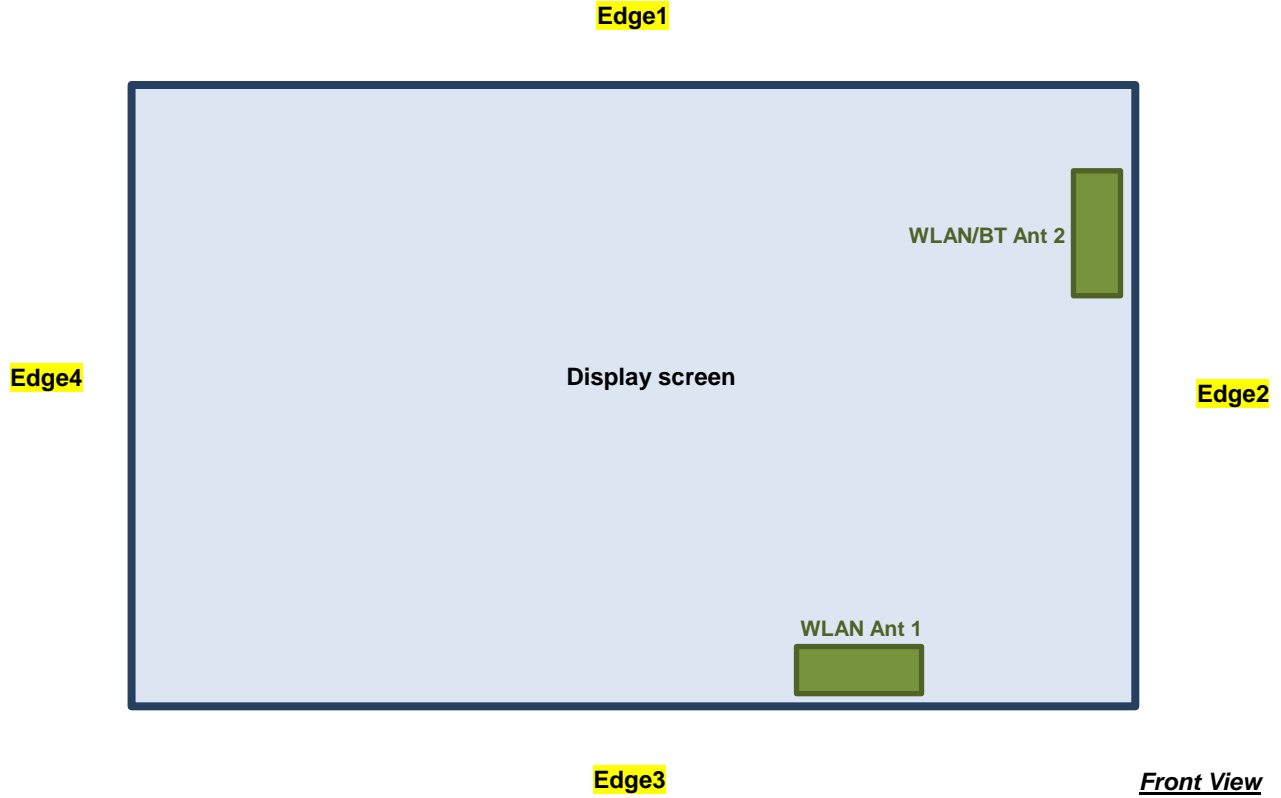 Edge1
WLAN/BT Ant 2
Edge4
Display screen
Edge2
WLAN Ant 1
Edge3
Front View